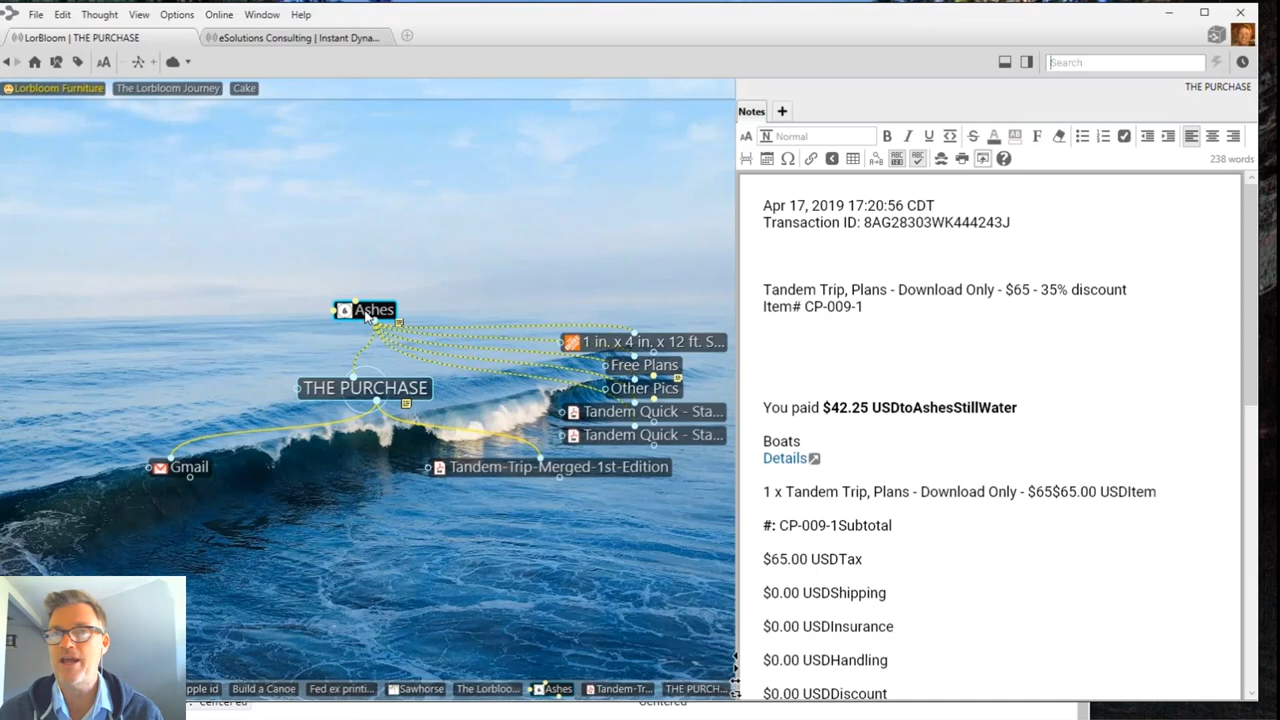 File Edit Thought View Options Online Window Help
LorBloom | THE PURCHASE eSolutions Consulting | Instant Dyna...
AA Search
Lorbloom Furniture The Lorbloom Journey Cake THE PURCHASE
Notes +
AA N Normal B I U S A AB F
238 words
Apr 17, 2019 17:20:56 CDT
Transaction ID: 8AG28303WK444243J
Tandem Trip, Plans - Download Only - $65 - 35% discount
Item# CP-009-1
Ashes
1 in. x 4 in. x 12 ft. S...
Free Plans
THE PURCHASE
Other Pics
Tandem Quick - Sta...
Tandem Quick - Sta...
Gmail
Tandem-Trip-Merged-1st-Edition
You paid $42.25 USDtoAshesStillWater
Boats
Details
1 x Tandem Trip, Plans - Download Only - $65$65.00 USDItem
#: CP-009-1Subtotal
$65.00 USDTax
$0.00 USDShipping
$0.00 USDInsurance
$0.00 USDHandling
$0.00 USDDiscount
pple id Build a Canoe Fed ex printi... Sawhorse The Lorbloo... Ashes Tandem-Tr... THE PURCH...
Centered